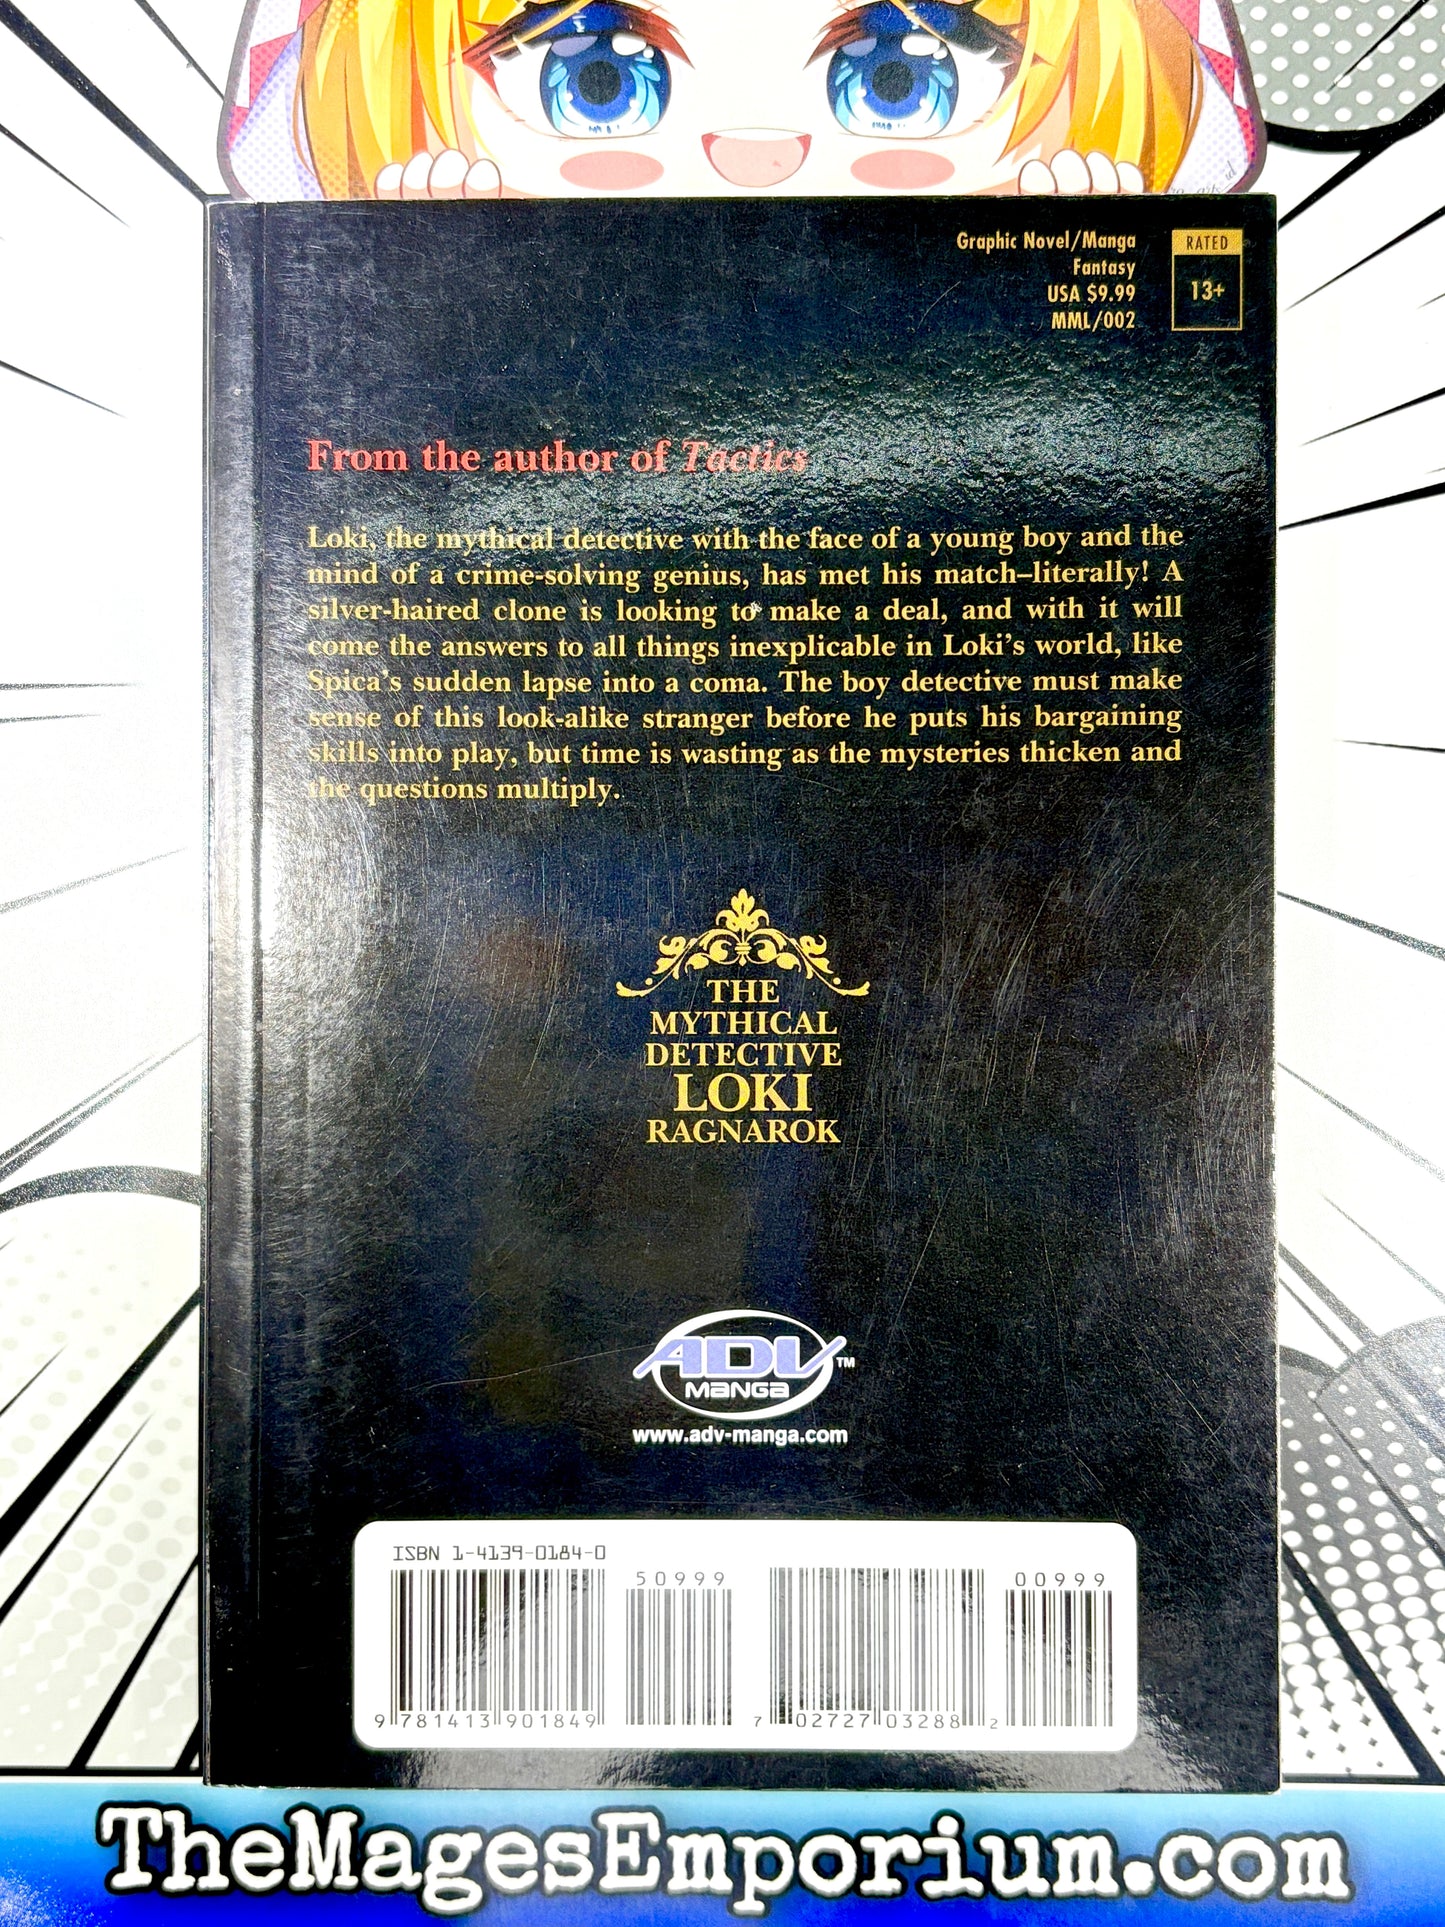 Graphic Novel/Manga
Fantasy
USA $9.99
MML/002
RATED
13+
From the author of Tactics
Loki, the mythical detective with the face of a young boy and the
mind of a crime-solving genius, has met his match–literally! A
silver-haired clone is looking to make a deal, and with it will
come the answers to all things inexplicable in Loki's world, like
Spica's sudden lapse into a coma. The boy detective must make
sense of this look-alike stranger before he puts his bargaining
skills into play, but time is wasting as the mysteries thicken and
the questions multiply.
THE
MYTHICAL
DETECTIVE
LOKI
RAGNAROK
ADV TM
MANGA
www.adv-manga.com
ISBN 1-4139-0184-0
50999
00999
9 781413 901849
7 02727 03288 2
TheMagesEmporium.com